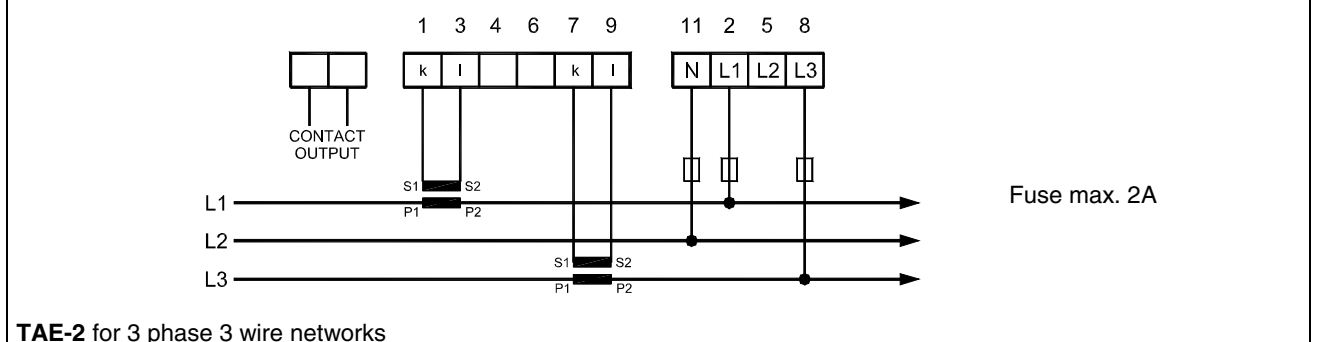 1 3 4 6 7 9 11 2 5 8
k l k l N L1 L2 L3
CONTACT
OUTPUT
S1 S2
L1 P1 P2
Fuse max. 2A
L2
S1 S2
L3 P1 P2
TAE-2 for 3 phase 3 wire networks